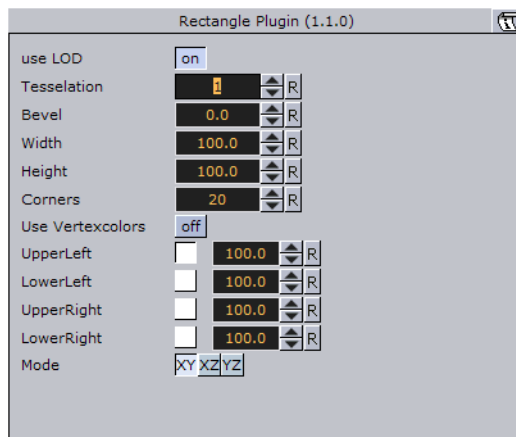 Rectangle Plugin (1.1.0)
use LOD on
Tesselation 1 R
Bevel 0.0 R
Width 100.0 R
Height 100.0 R
Corners 20 R
Use Vertexcolors off
UpperLeft 100.0 R
LowerLeft 100.0 R
UpperRight 100.0 R
LowerRight 100.0 R
Mode XY XZ YZ